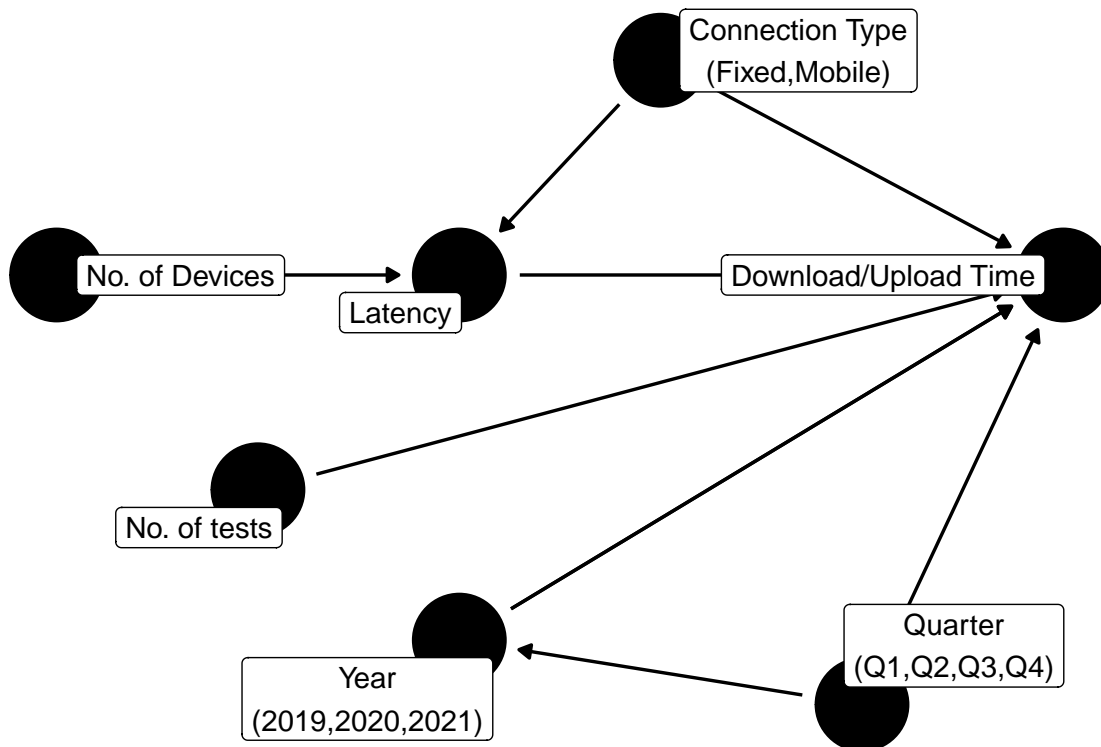 Connection Type
(Fixed,Mobile)
No. of Devices
Download/Upload Time
Latency
No. of tests
Quarter
(Q1,Q2,Q3,Q4)
Year
(2019,2020,2021)